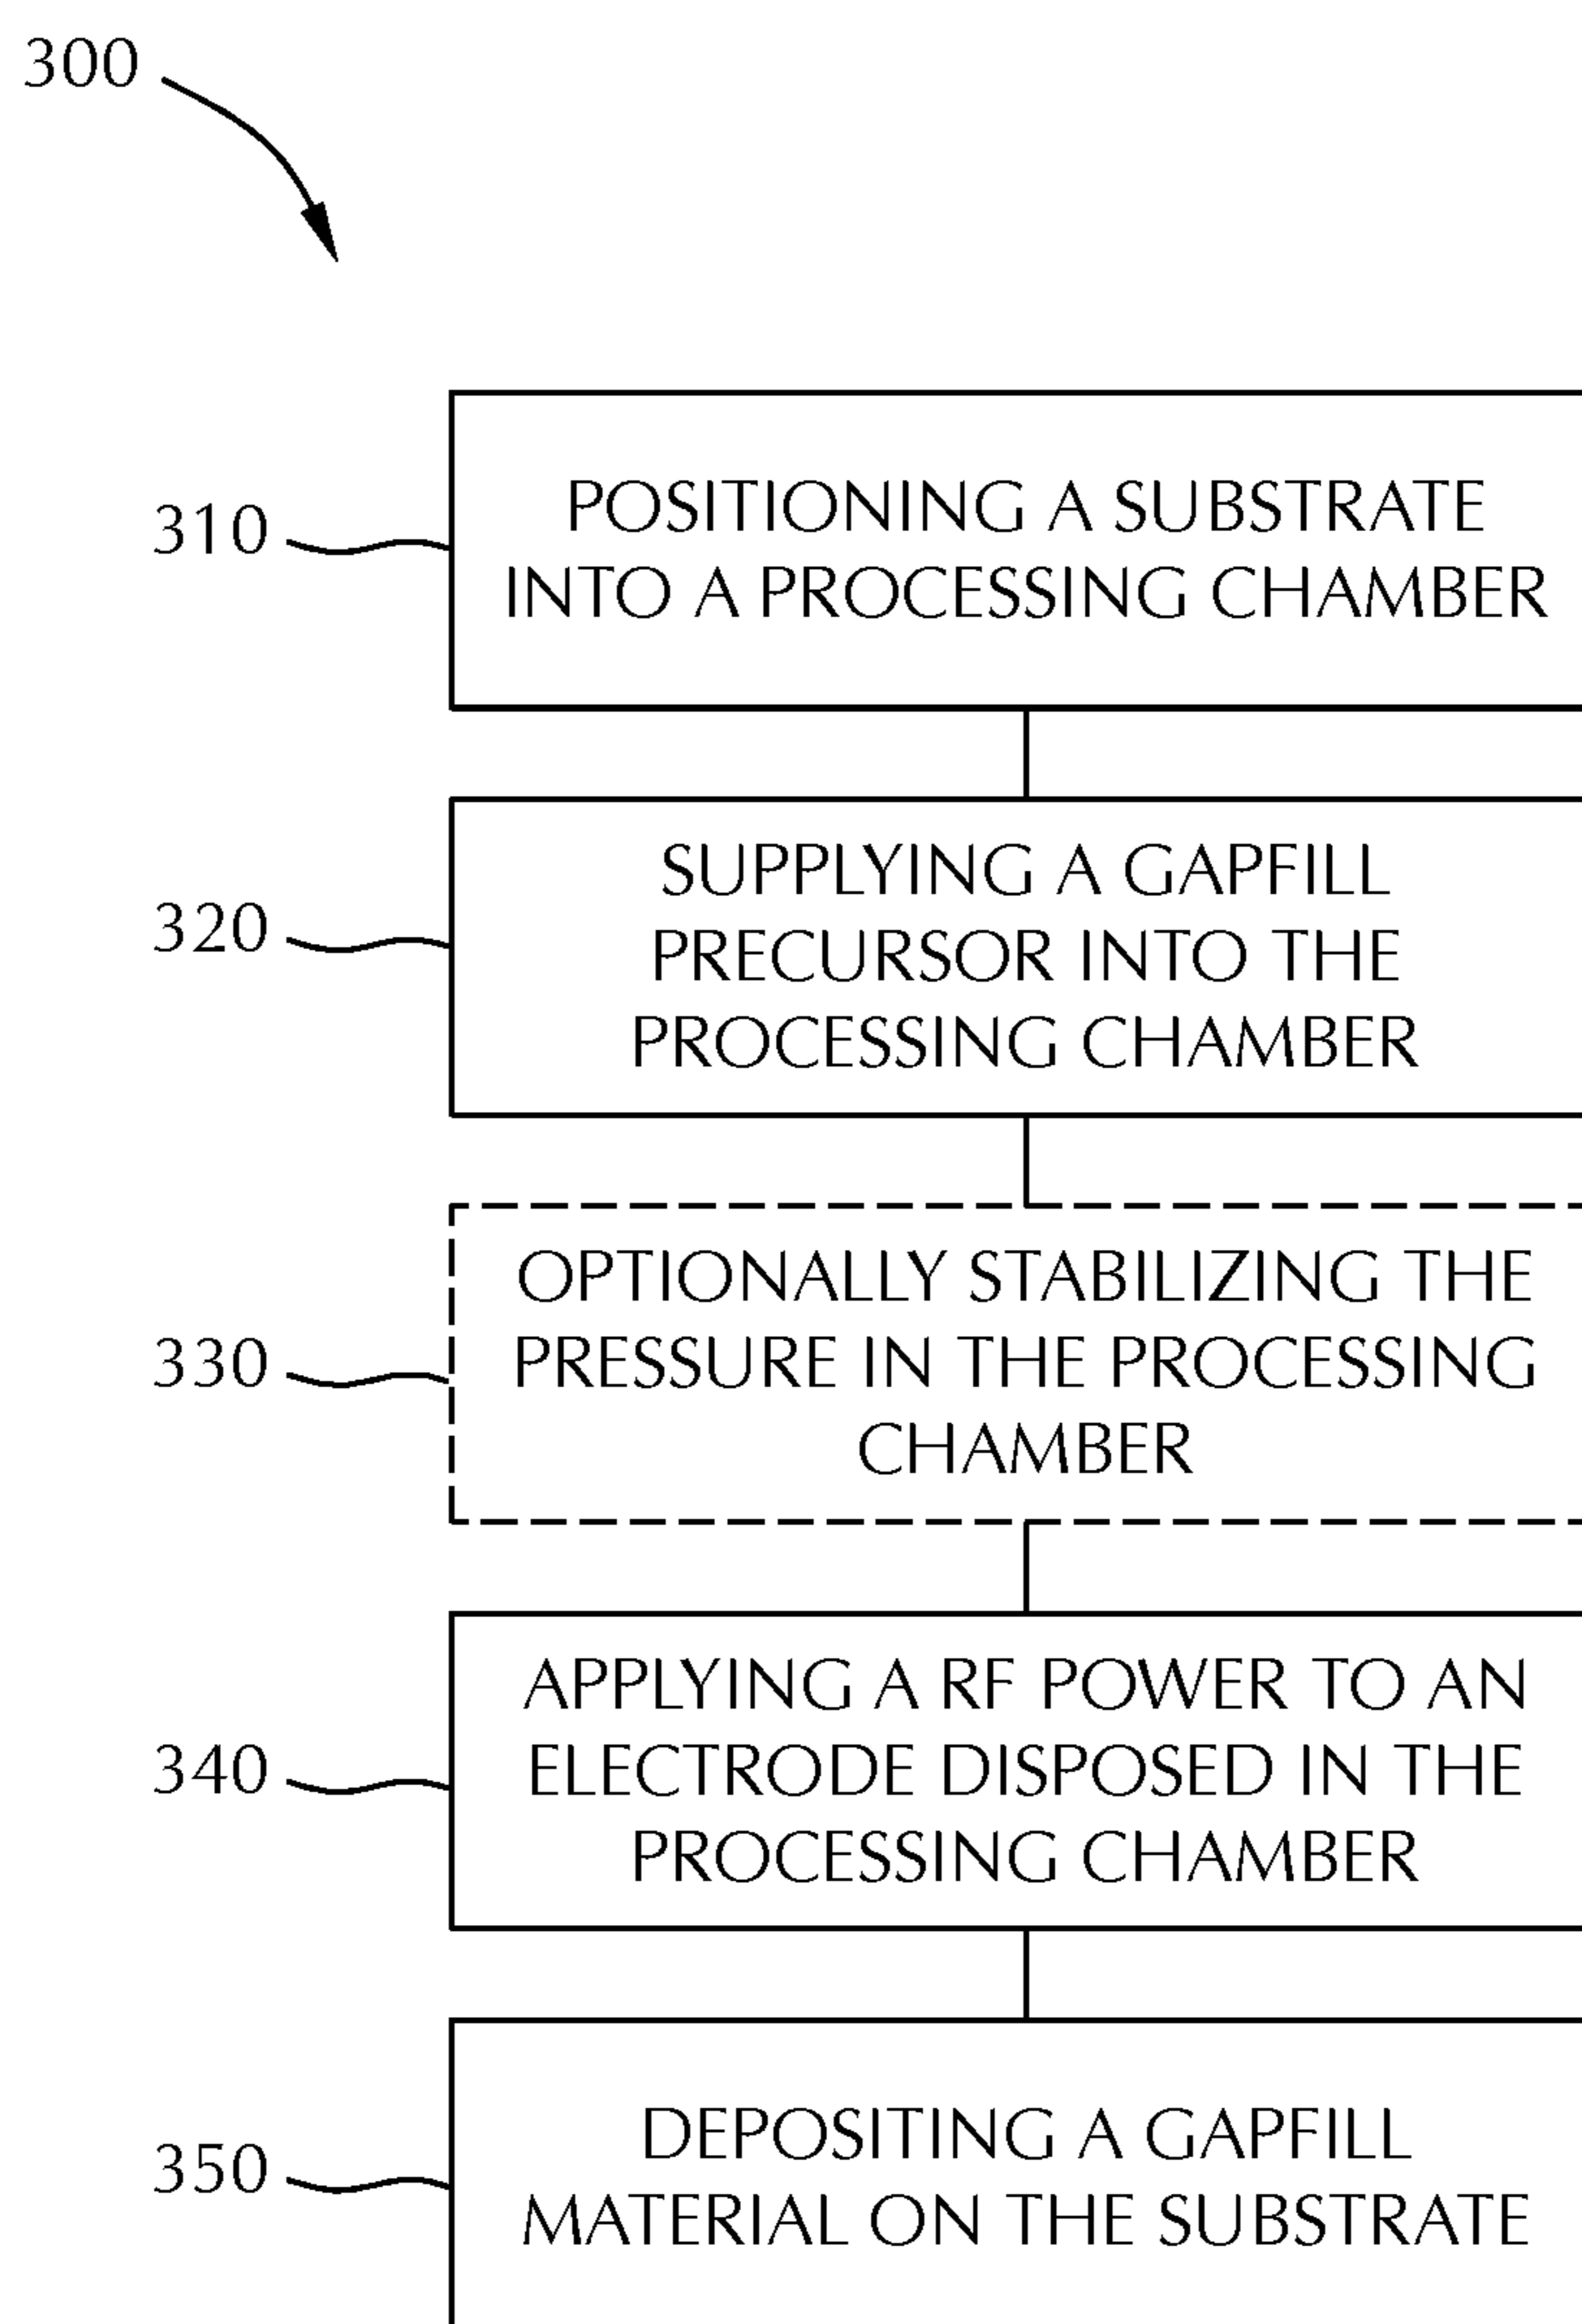 300
310
POSITIONING A SUBSTRATE
INTO A PROCESSING CHAMBER
320
SUPPLYING A GAPFILL
PRECURSOR INTO THE
PROCESSING CHAMBER
330
OPTIONALLY STABILIZING THE
PRESSURE IN THE PROCESSING
CHAMBER
340
APPLYING A RF POWER TO AN
ELECTRODE DISPOSED IN THE
PROCESSING CHAMBER
350
DEPOSITING A GAPFILL
MATERIAL ON THE SUBSTRATE